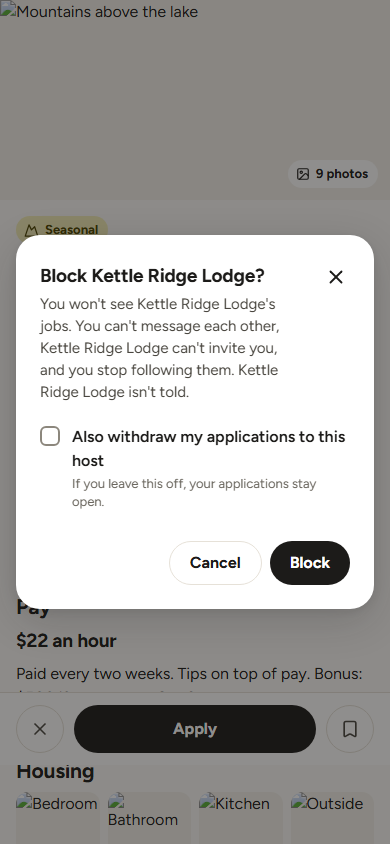 Mountains above the lake
9 photos
Seasonal
Block Kettle Ridge Lodge?
You won't see Kettle Ridge Lodge's
jobs. You can't message each other,
Kettle Ridge Lodge can't invite you,
and you stop following them. Kettle
Ridge Lodge isn't told.
Also withdraw my applications to this
host
If you leave this off, your applications stay
open.
Cancel
Block
Pay
$22 an hour
Paid every two weeks. Tips on top of pay. Bonus:
Apply
Housing
Bedroom
Bathroom
Kitchen
Outside